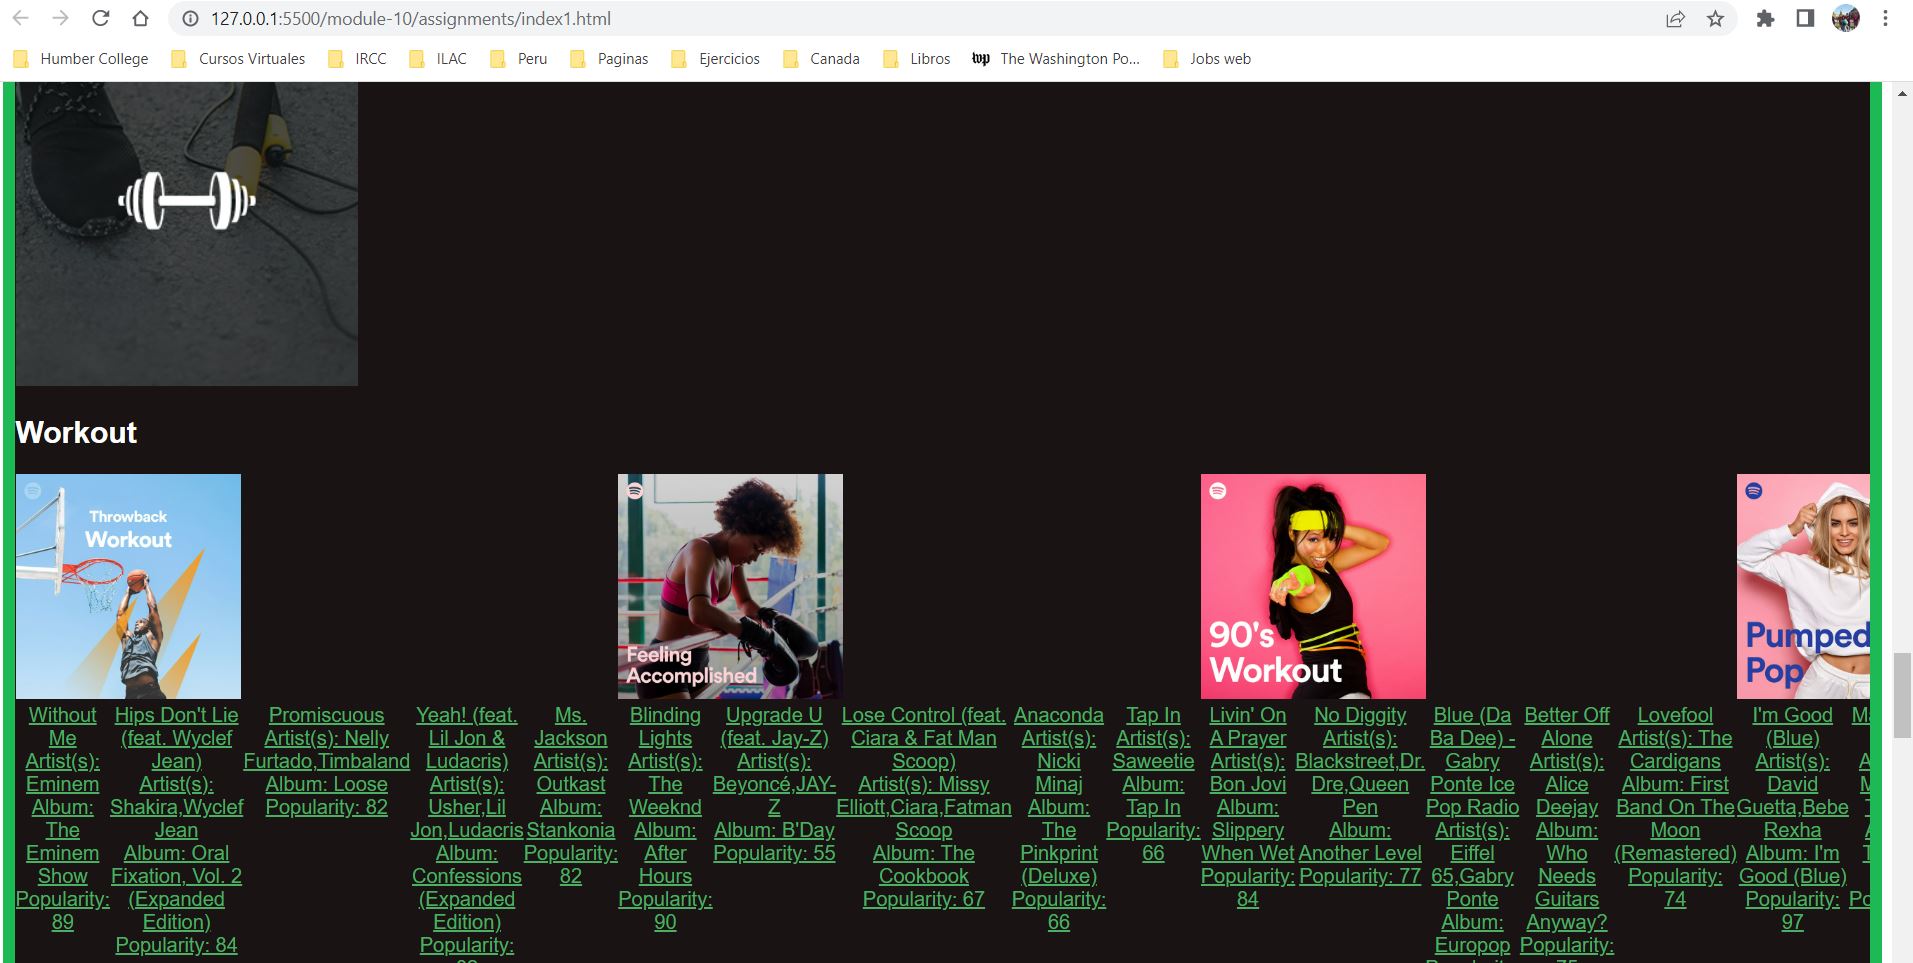 127.0.0.1:5500/module-10/assignments/index1.html
Humber College Cursos Virtuales IRCC ILAC Peru Paginas Ejercicios Canada Libros wp The Washington Po... Jobs web
Workout
Throwback
Workout
Feeling
Accomplished
90's
Workout
Pumped
Pop
Without
Me
Artist(s):
Eminem
Album:
The
Eminem
Show
Popularity:
89
Hips Don't Lie
(feat. Wyclef
Jean)
Artist(s):
Shakira,Wyclef
Jean
Album: Oral
Fixation, Vol. 2
(Expanded
Edition)
Popularity: 84
Promiscuous
Artist(s): Nelly
Furtado,Timbaland
Album: Loose
Popularity: 82
Yeah! (feat.
Lil Jon &
Ludacris)
Artist(s):
Usher,Lil
Jon,Ludacris
Album:
Confessions
(Expanded
Edition)
Popularity:
Ms.
Jackson
Artist(s):
Outkast
Album:
Stankonia
Popularity:
82
Blinding
Lights
Artist(s):
The
Weeknd
Album:
After
Hours
Popularity:
90
Upgrade U
(feat. Jay-Z)
Artist(s):
Beyoncé,JAY-
Z
Album: B'Day
Popularity: 55
Lose Control (feat.
Ciara & Fat Man
Scoop)
Artist(s): Missy
Elliott,Ciara,Fatman
Scoop
Album: The
Cookbook
Popularity: 67
Anaconda
Artist(s):
Nicki
Minaj
Album:
The
Pinkprint
(Deluxe)
Popularity:
66
Tap In
Artist(s):
Saweetie
Album:
Tap In
Popularity:
66
Livin' On
A Prayer
Artist(s):
Bon Jovi
Album:
Slippery
When Wet
Popularity:
84
No Diggity
Artist(s):
Blackstreet,Dr.
Dre,Queen
Pen
Album:
Another Level
Popularity: 77
Blue (Da
Ba Dee) -
Gabry
Ponte Ice
Pop Radio
Artist(s):
Eiffel
65,Gabry
Ponte
Album:
Europop
Better Off
Alone
Artist(s):
Alice
Deejay
Album:
Who
Needs
Guitars
Anyway?
Popularity:
Lovefool
Artist(s): The
Cardigans
Album: First
Band On The
Moon
(Remastered)
Popularity:
74
I'm Good
(Blue)
Artist(s):
David
Guetta,Bebe
Rexha
Album: I'm
Good (Blue)
Popularity:
97